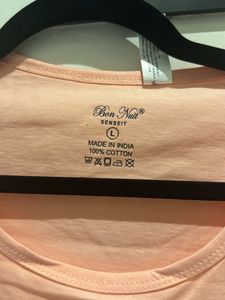 Bon Nuit®
SENSEIT
L
MADE IN INDIA
100% COTTON